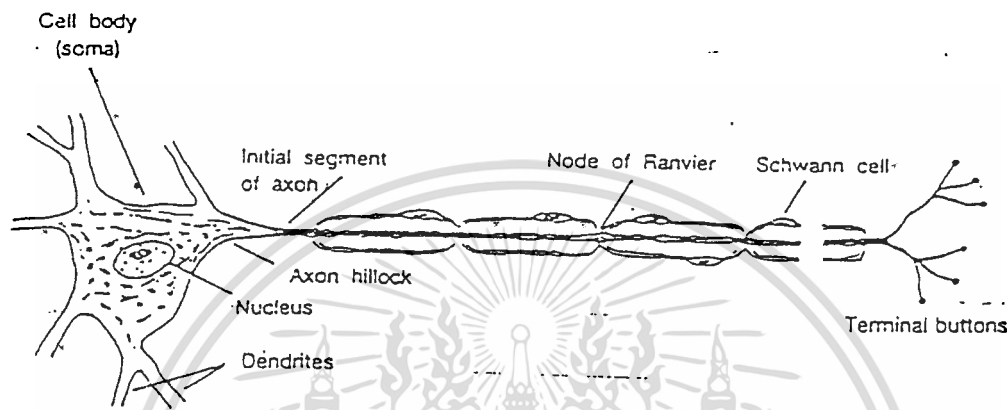 Cell body
(soma)
Initial segment
of axon
Node of Ranvier
Schwann cell
Axon hillock
Nucleus
Terminal buttons
Dendrites